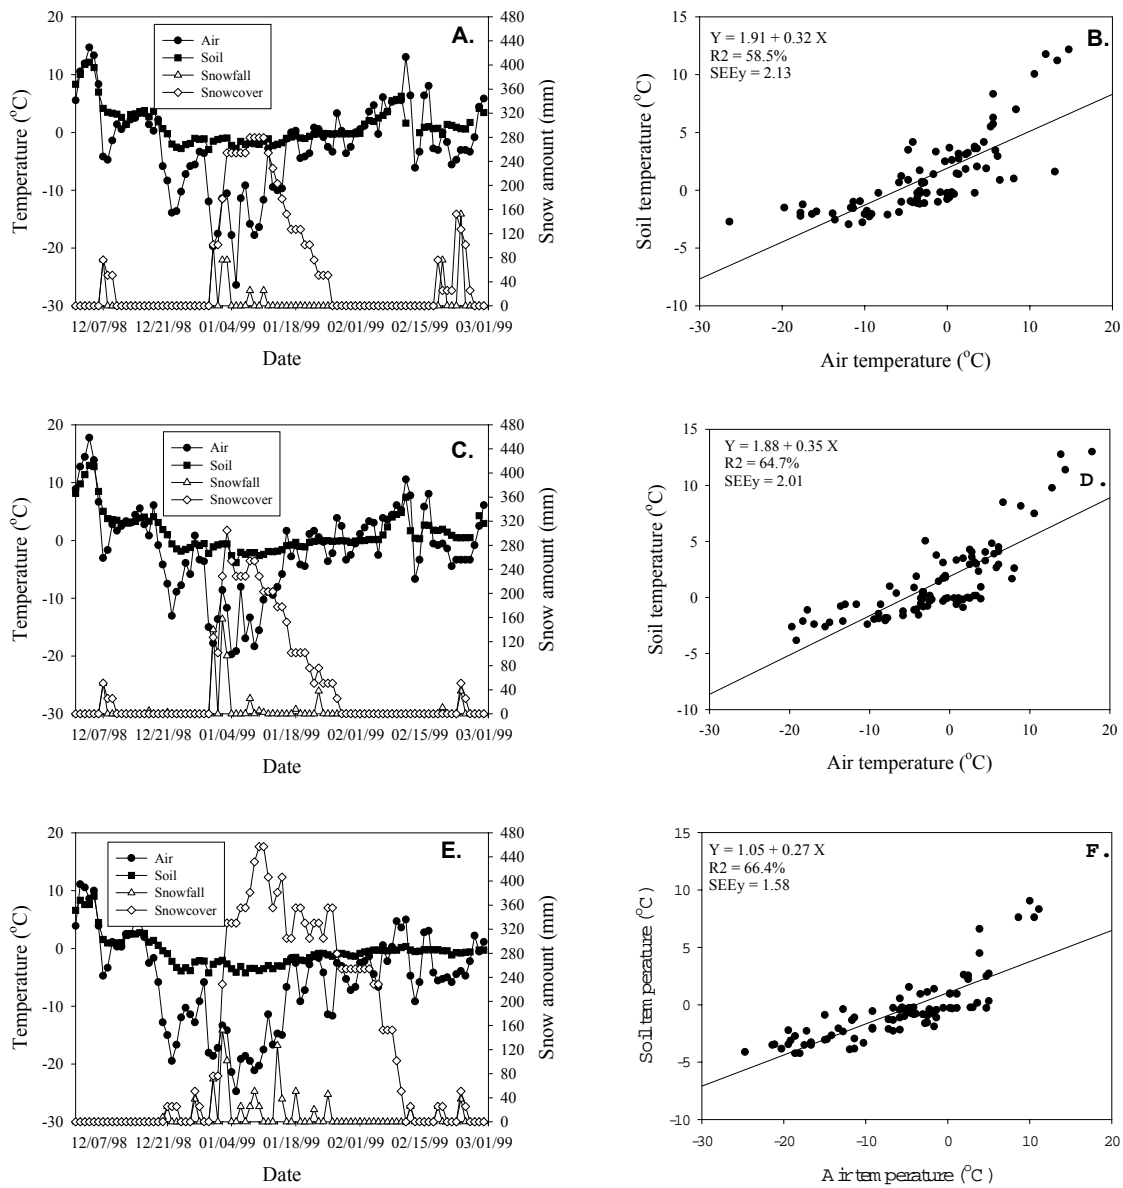 A.
Air
Soil
Snowfall
Snowcover
20
10
0
-10
-20
-30
Temperature (°C)
480
440
400
360
320
280
240
200
160
120
80
40
0
Snow amount (mm)
12/07/98 12/21/98 01/04/99 01/18/99 02/01/99 02/15/99 03/01/99
Date
B.
Y = 1.91 + 0.32 X
R2 = 58.5%
SEEy = 2.13
15
10
5
0
-5
-10
Soil temperature (°C)
-30 -20 -10 0 10 20
Air temperature (°C)
C.
Air
Soil
Snowfall
Snowcover
20
10
0
-10
-20
-30
Temperature (°C)
480
440
400
360
320
280
240
200
160
120
80
40
0
Snow amount (mm)
12/07/98 12/21/98 01/04/99 01/18/99 02/01/99 02/15/99 03/01/99
Date
D.
Y = 1.88 + 0.35 X
R2 = 64.7%
SEEy = 2.01
15
10
5
0
-5
-10
Soil temperature (°C)
-30 -20 -10 0 10 20
Air temperature (°C)
E.
Air
Soil
Snowfall
Snowcover
20
10
0
-10
-20
-30
Temperature (°C)
480
440
400
360
320
280
240
200
160
120
80
40
0
Snow amount (mm)
12/07/98 12/21/98 01/04/99 01/18/99 02/01/99 02/15/99 03/01/99
Date
F.
Y = 1.05 + 0.27 X
R2 = 66.4%
SEEy = 1.58
15
10
5
0
-5
-10
Soil temperature (°C)
-30 -20 -10 0 10 20
Air temperature (°C)